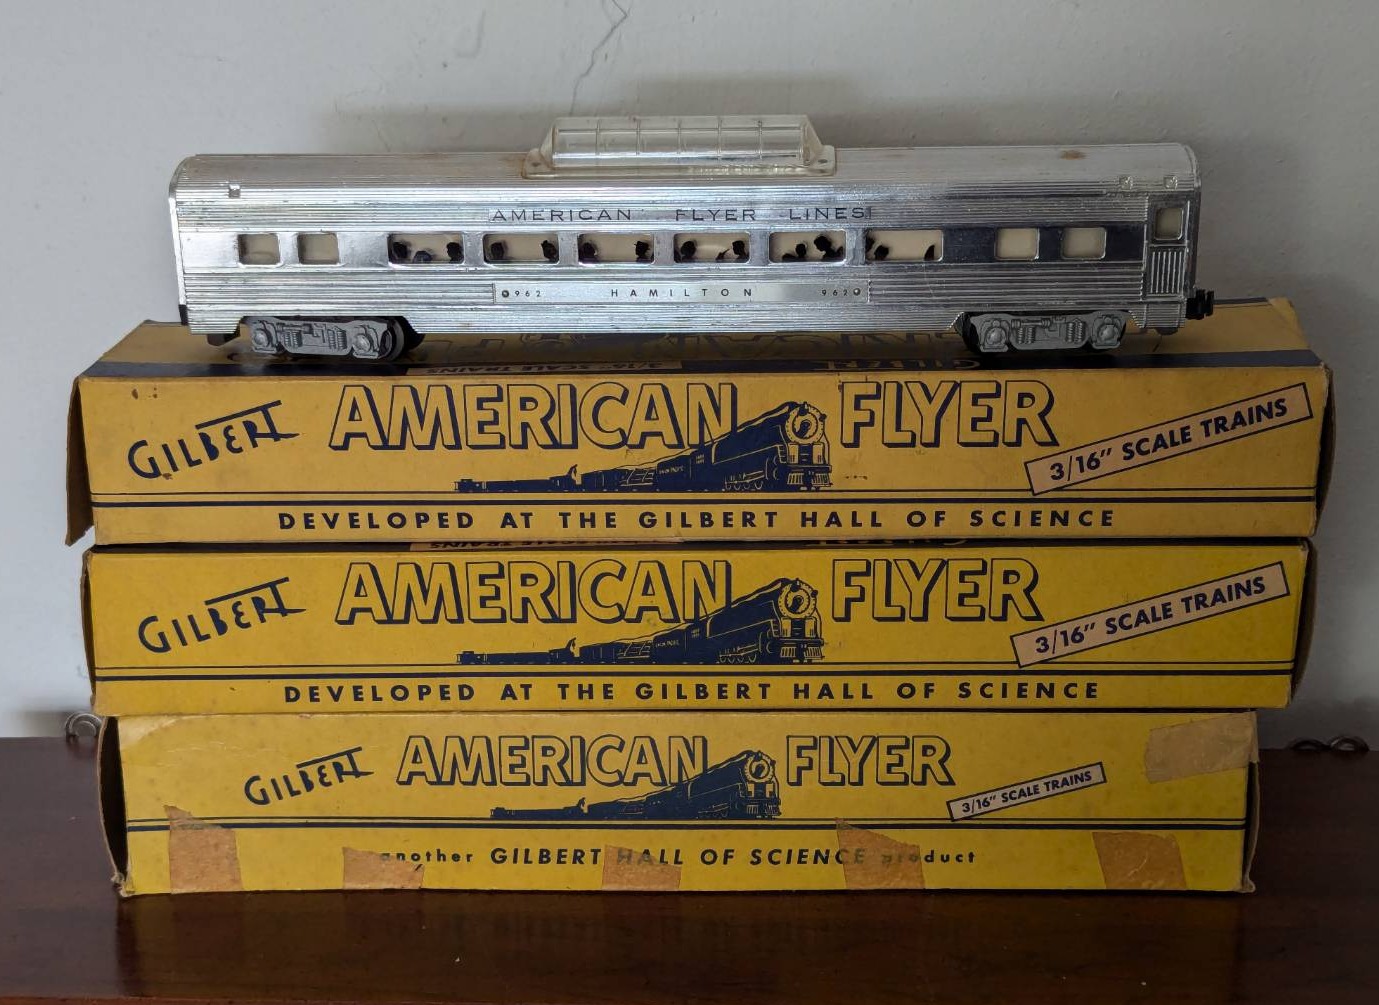 AMERICAN FLYER LINES
962 HAMILTON 962
GILBERT AMERICAN FLYER
3/16" SCALE TRAINS
DEVELOPED AT THE GILBERT HALL OF SCIENCE
GILBERT AMERICAN FLYER
3/16" SCALE TRAINS
DEVELOPED AT THE GILBERT HALL OF SCIENCE
GILBERT AMERICAN FLYER
3/16" SCALE TRAINS
another GILBERT HALL OF SCIENCE product